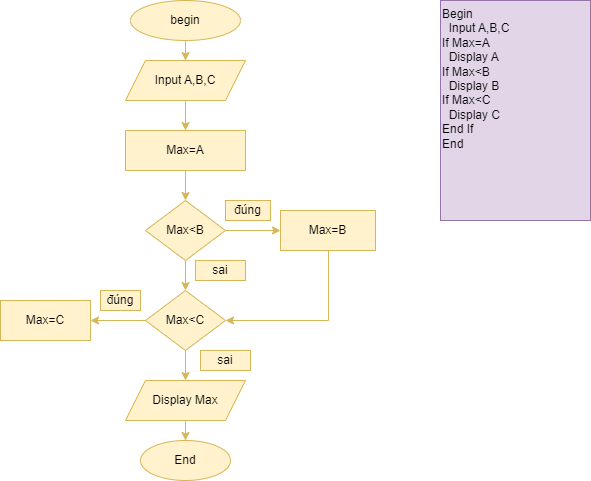 begin
Input A,B,C
Max=A
Max<B
đúng
Max=B
sai
Max<C
đúng
Max=C
sai
Display Max
End
Begin
Input A,B,C
If Max=A
Display A
If Max<B
Display B
If Max<C
Display C
End If
End